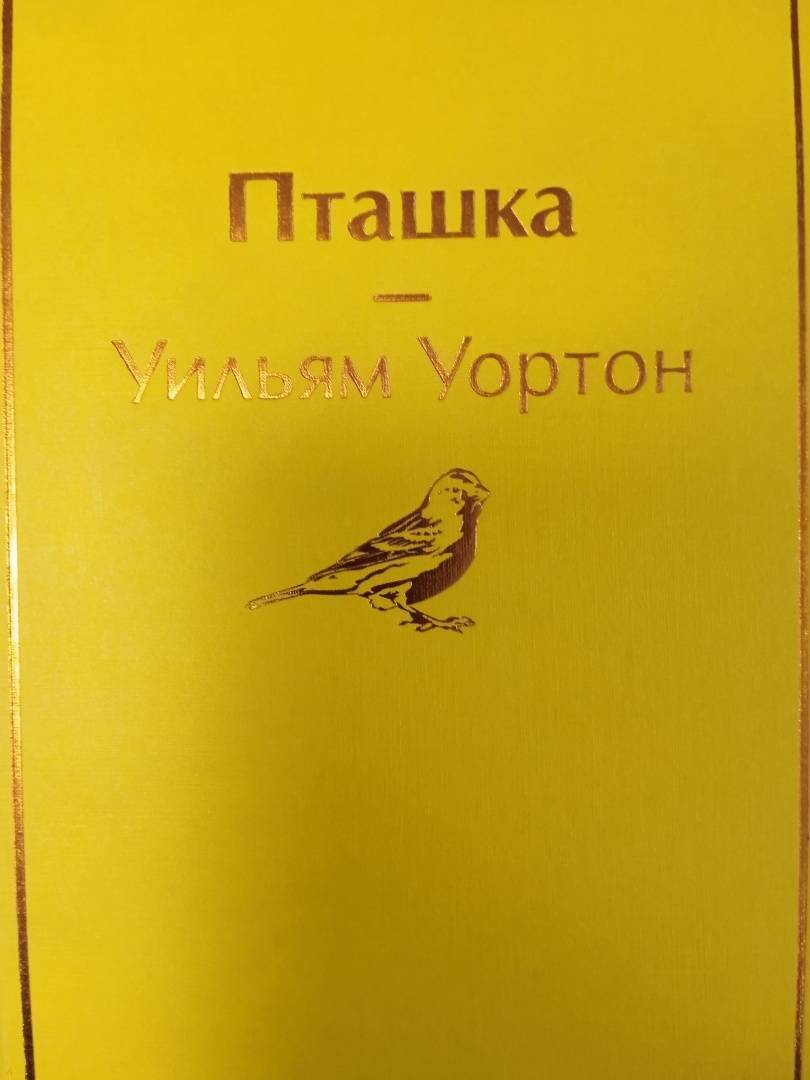 Пташка
—
Уильям Уортон